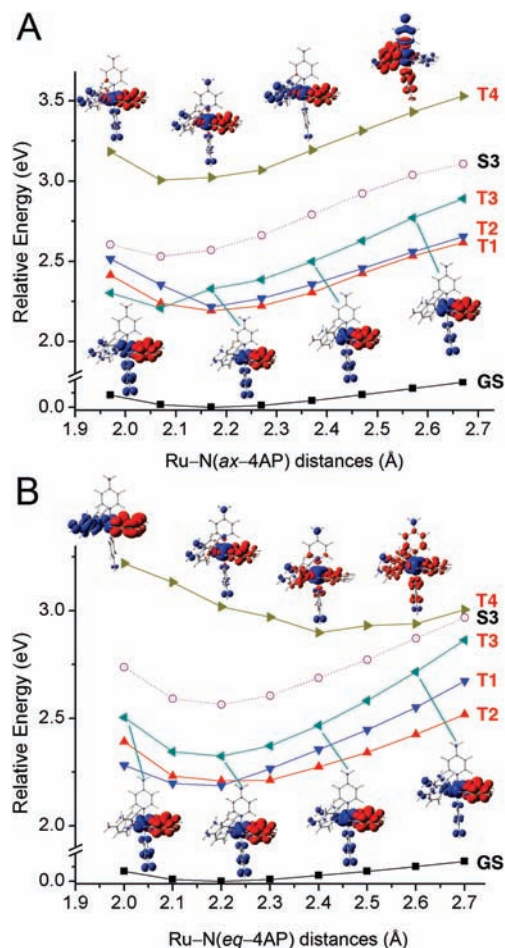 A
Relative Energy (eV)
3.5
3.0
2.5
2.0
0.0
T4
S3
T3
T2
T1
GS
1.9 2.0 2.1 2.2 2.3 2.4 2.5 2.6 2.7
Ru–N(ax–4AP) distances (Å)
B
Relative Energy (eV)
3.0
2.5
2.0
0.0
T4
S3
T3
T1
T2
GS
1.9 2.0 2.1 2.2 2.3 2.4 2.5 2.6 2.7
Ru–N(eq–4AP) distances (Å)